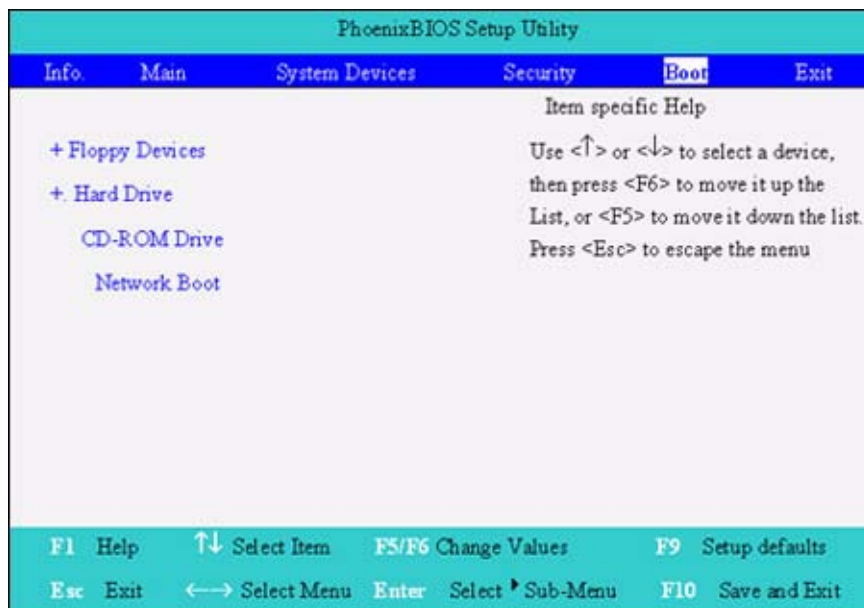 PhoenixBIOS Setup Utility
Info. Main System Devices Security Boot Exit
Item specific Help
+ Floppy Devices
+. Hard Drive
CD-ROM Drive
Network Boot
Use <↑> or <↓> to select a device,
then press <F6> to move it up the
List, or <F5> to move it down the list.
Press <Esc> to escape the menu
F1 Help ↑↓ Select Item F5/F6 Change Values F9 Setup defaults
Esc Exit ←→ Select Menu Enter Select ▸ Sub-Menu F10 Save and Exit